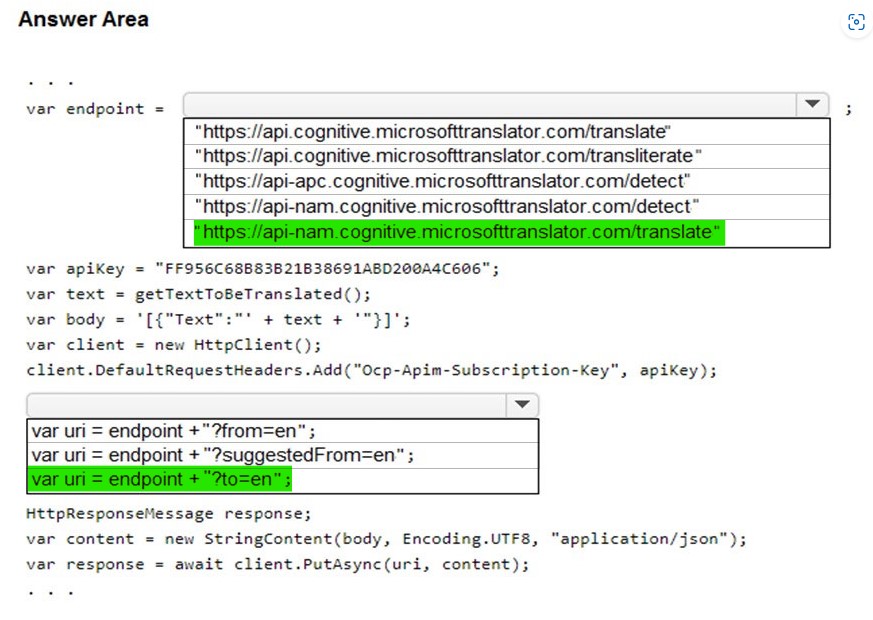 Answer Area
. . .
var endpoint = ;
"https://api.cognitive.microsofttranslator.com/translate"
"https://api.cognitive.microsofttranslator.com/transliterate"
"https://api-apc.cognitive.microsofttranslator.com/detect"
"https://api-nam.cognitive.microsofttranslator.com/detect"
"https://api-nam.cognitive.microsofttranslator.com/translate"
var apiKey = "FF956C68B83B21B38691ABD200A4C606";
var text = getTextToBeTranslated();
var body = '[{"Text":"' + text + '"}]';
var client = new HttpClient();
client.DefaultRequestHeaders.Add("Ocp-Apim-Subscription-Key", apiKey);
var uri = endpoint +"?from=en";
var uri = endpoint + "?suggestedFrom=en";
var uri = endpoint + "?to=en";
HttpResponseMessage response;
var content = new StringContent(body, Encoding.UTF8, "application/json");
var response = await client.PutAsync(uri, content);
. . .